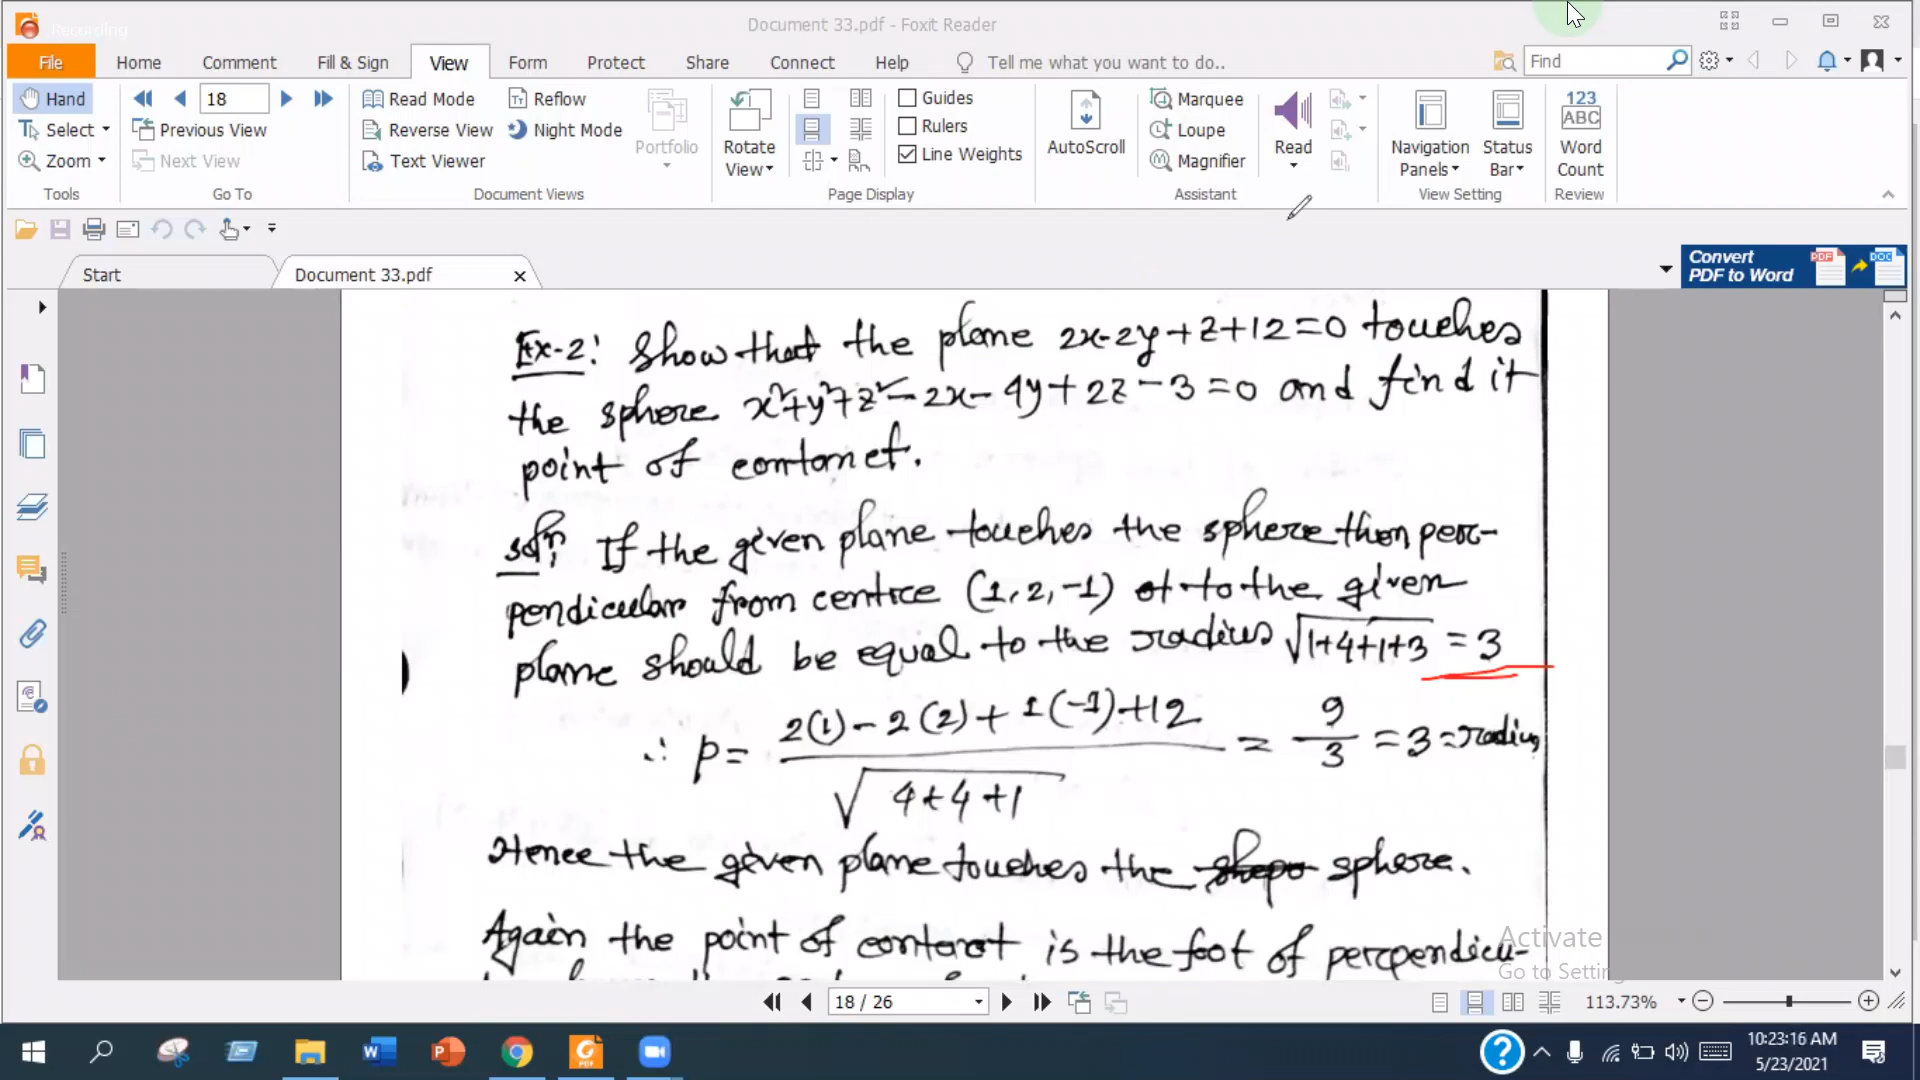 Recording
Document 33.pdf - Foxit Reader
File Home Comment Fill & Sign View Form Protect Share Connect Help Tell me what you want to do.. Find
Hand 18 Read Mode Reflow Guides Marquee 123
Select Previous View Reverse View Night Mode Rulers Loupe ABC
Zoom Next View Text Viewer Portfolio Rotate View Line Weights AutoScroll Magnifier Read Navigation Panels Status Bar Word Count
Tools Go To Document Views Page Display Assistant View Setting Review
Convert
PDF to Word
PDF DOC
Start Document 33.pdf
Ex-2: Show that the plane 2x-2y+z+12=0 touches
the sphere x²+y²+z²-2x-4y+2z-3=0 and find it
point of
Soln: If the given plane touches the sphere then per-
pendicular from centre (1,2,-1) to the given
plane should be equal to the radius √1+4+1+3 = 3
∴ p = 2(1)-2(2)+1(-1)+12 / √4+4+1 = 9/3 = 3 = radius
Hence the given plane touches the sphere.
Again the point of contact is the foot of perpendicu-
Activate
Go to Settin
18 / 26 113.73%
10:23:16 AM
5/23/2021